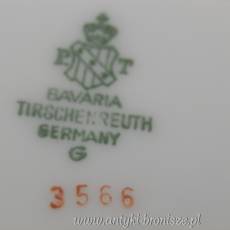 P T
BAVARIA
TIRSCHENREUTH
GERMANY
G
3566
www.antyki-bronisze.pl